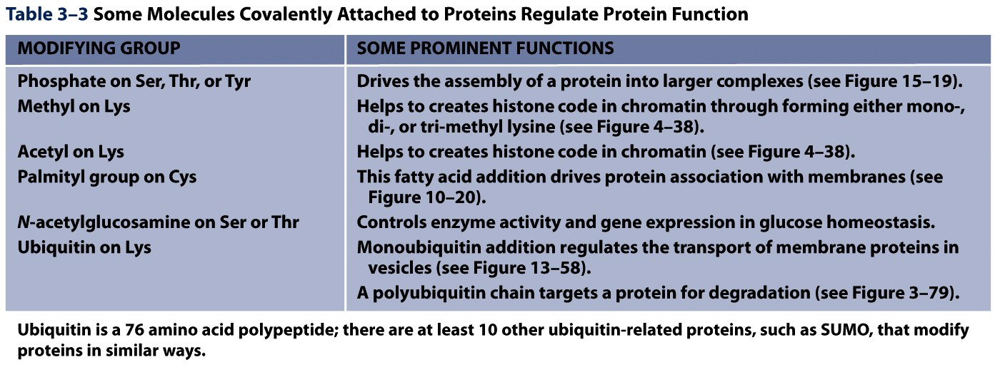 Table 3–3 Some Molecules Covalently Attached to Proteins Regulate Protein Function
MODIFYING GROUP SOME PROMINENT FUNCTIONS
Phosphate on Ser, Thr, or Tyr Drives the assembly of a protein into larger complexes (see Figure 15–19).
Methyl on Lys Helps to creates histone code in chromatin through forming either mono-,
di-, or tri-methyl lysine (see Figure 4–38).
Acetyl on Lys Helps to creates histone code in chromatin (see Figure 4–38).
Palmityl group on Cys This fatty acid addition drives protein association with membranes (see
Figure 10–20).
N-acetylglucosamine on Ser or Thr Controls enzyme activity and gene expression in glucose homeostasis.
Ubiquitin on Lys Monoubiquitin addition regulates the transport of membrane proteins in
vesicles (see Figure 13–58).
A polyubiquitin chain targets a protein for degradation (see Figure 3–79).
Ubiquitin is a 76 amino acid polypeptide; there are at least 10 other ubiquitin-related proteins, such as SUMO, that modify
proteins in similar ways.